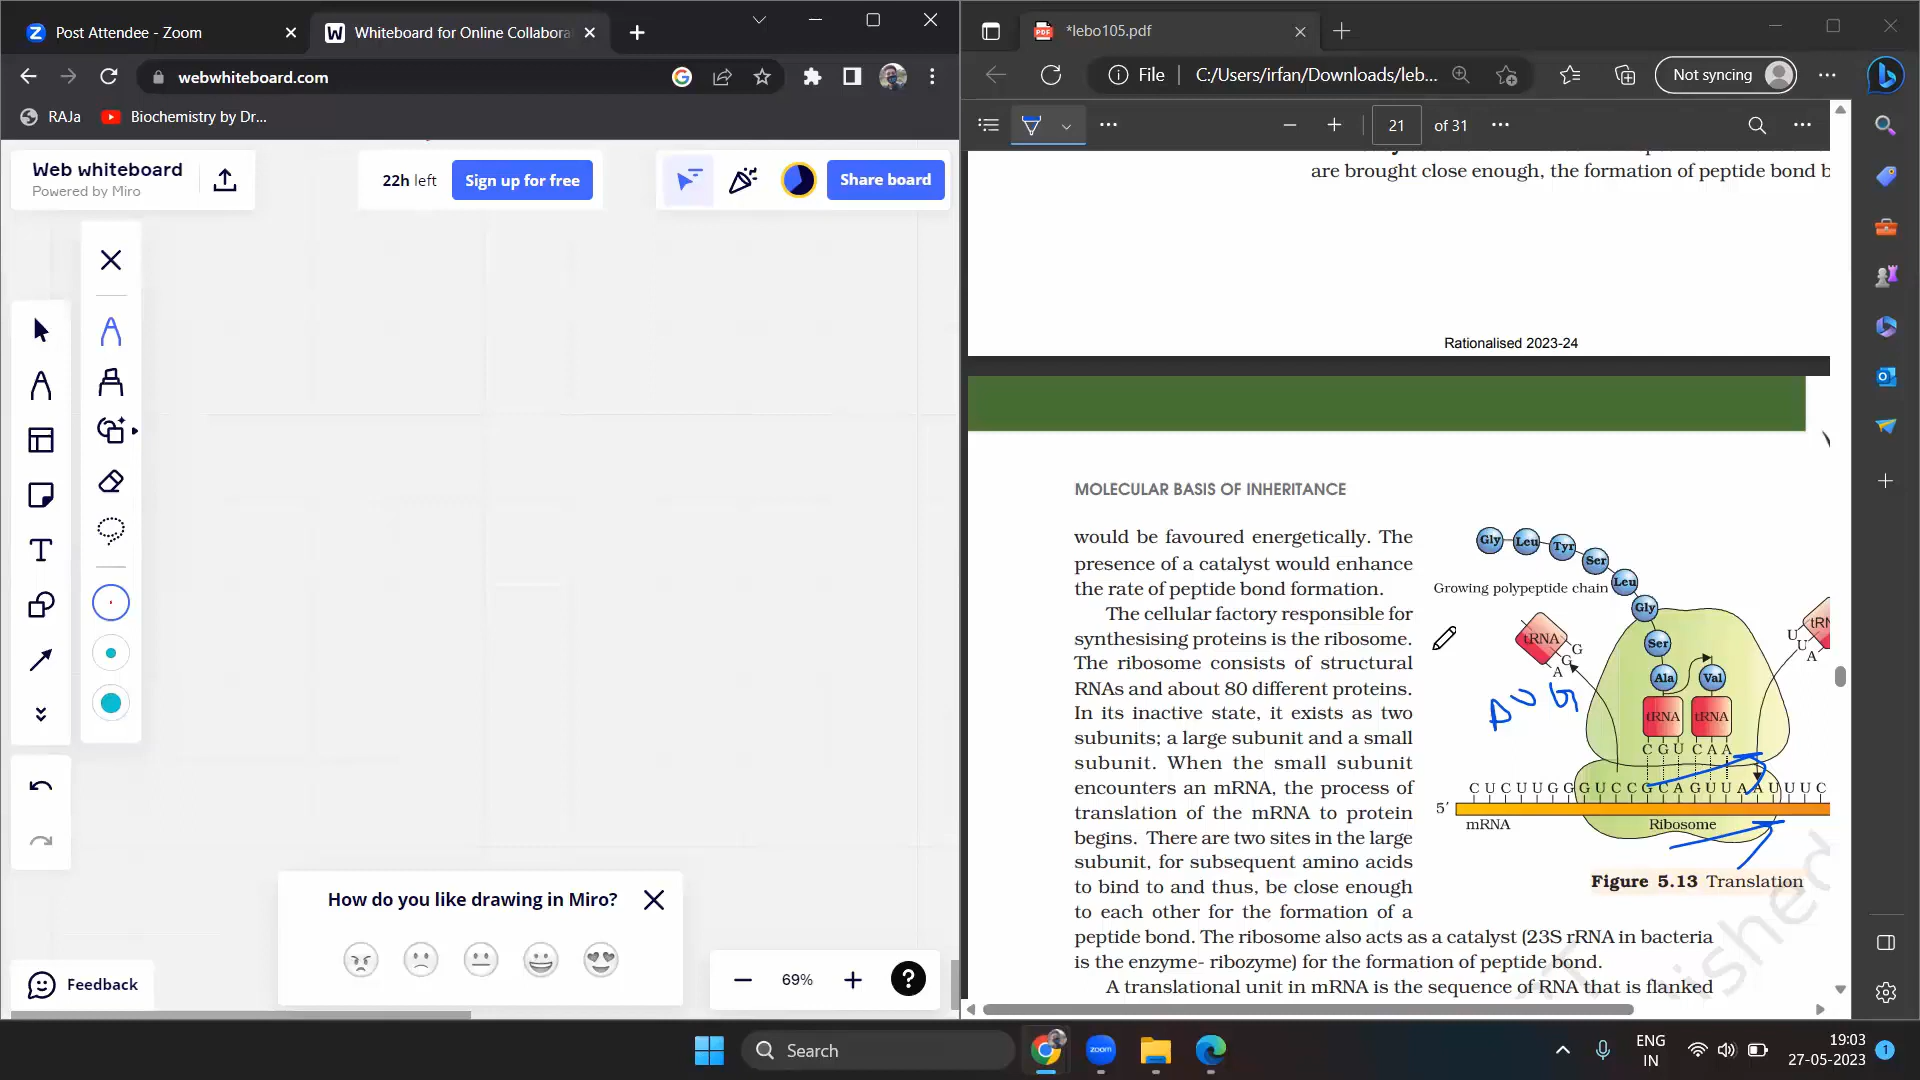 Post Attendee - Zoom
Whiteboard for Online Collabora
webwhiteboard.com
RAJa
Biochemistry by Dr...
Web whiteboard
Powered by Miro
22h left
Sign up for free
Share board
How do you like drawing in Miro?
Feedback
69%
*lebo105.pdf
File
C:/Users/irfan/Downloads/leb...
Not syncing
21 of 31
are brought close enough, the formation of peptide bond b
Rationalised 2023-24
MOLECULAR BASIS OF INHERITANCE
would be favoured energetically. The
presence of a catalyst would enhance
the rate of peptide bond formation.
The cellular factory responsible for
synthesising proteins is the ribosome.
The ribosome consists of structural
RNAs and about 80 different proteins.
In its inactive state, it exists as two
subunits; a large subunit and a small
subunit. When the small subunit
encounters an mRNA, the process of
translation of the mRNA to protein
begins. There are two sites in the large
subunit, for subsequent amino acids
to bind to and thus, be close enough
to each other for the formation of a
peptide bond. The ribosome also acts as a catalyst (23S rRNA in bacteria
is the enzyme- ribozyme) for the formation of peptide bond.
A translational unit in mRNA is the sequence of RNA that is flanked
Gly Leu Tyr Ser Leu Gly Ser Ala Val
Growing polypeptide chain
tRNA
A G G
AUG
tRN
U U A
tRNA tRNA
C G U C A A
C U C U U G G G U C C G C A G U U A A U U U C
5′
mRNA
Ribosome
Figure 5.13 Translation
Search
zoom
ENG
IN
19:03
27-05-2023
1